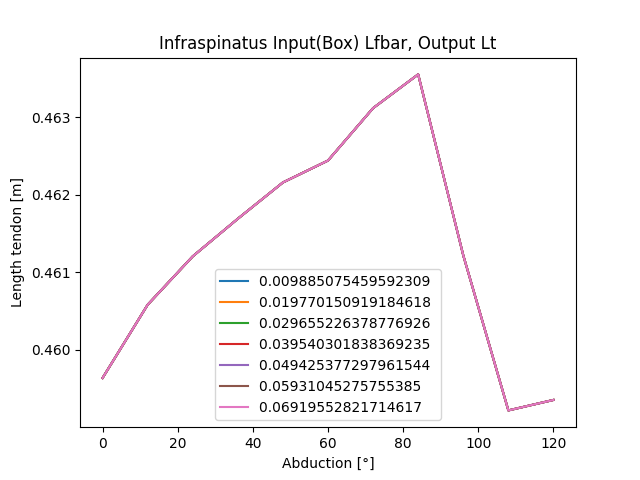 Infraspinatus Input(Box) Lfbar, Output Lt
0.463
0.462
0.461
0.460
Length tendon [m]
0.009885075459592309
0.019770150919184618
0.029655226378776926
0.039540301838369235
0.049425377297961544
0.05931045275755385
0.06919552821714617
0 20 40 60 80 100 120
Abduction [°]